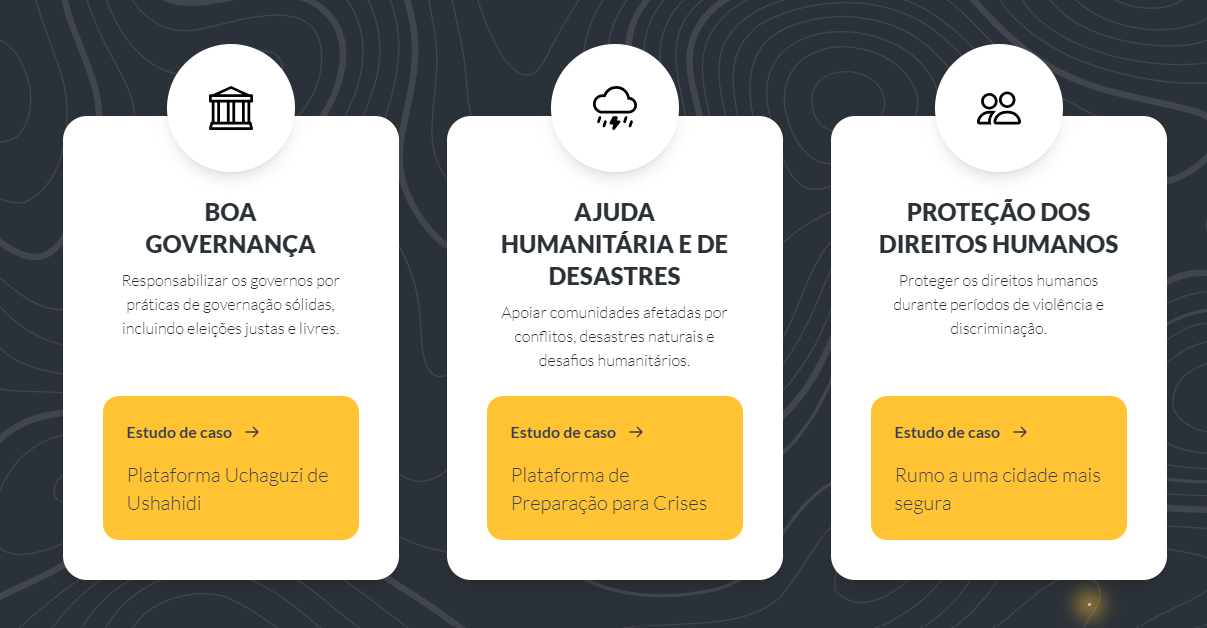 BOA
GOVERNANÇA
Responsabilizar os governos por
práticas de governação sólidas,
incluindo eleições justas e livres.
Estudo de caso →
Plataforma Uchaguzi de
Ushahidi
AJUDA
HUMANITÁRIA E DE
DESASTRES
Apoiar comunidades afetadas por
conflitos, desastres naturais e
desafios humanitários.
Estudo de caso →
Plataforma de
Preparação para Crises
PROTEÇÃO DOS
DIREITOS HUMANOS
Proteger os direitos humanos
durante períodos de violência e
discriminação.
Estudo de caso →
Rumo a uma cidade mais
segura